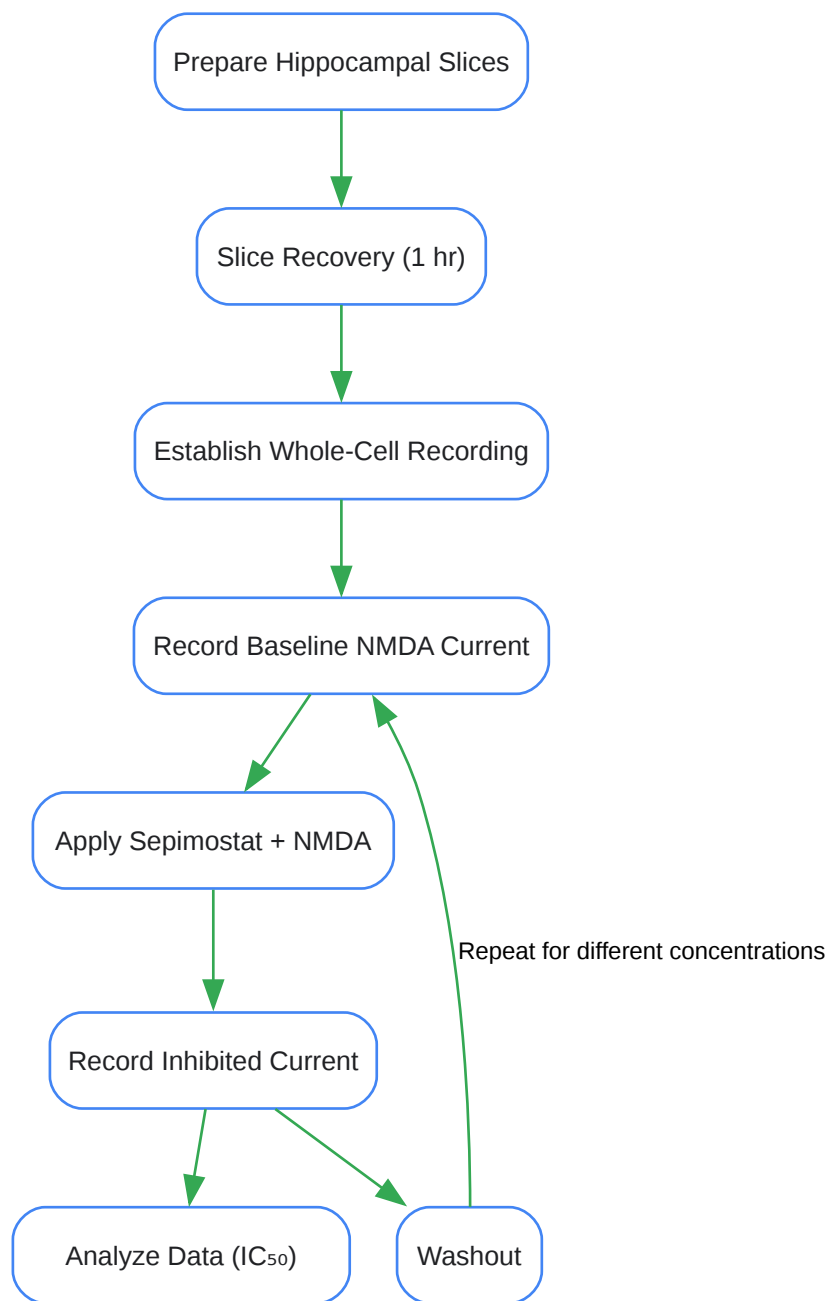 Prepare Hippocampal Slices
Slice Recovery (1 hr)
Establish Whole-Cell Recording
Record Baseline NMDA Current
Apply Sepimostat + NMDA
Repeat for different concentrations
Record Inhibited Current
Analyze Data (IC₅₀)
Washout